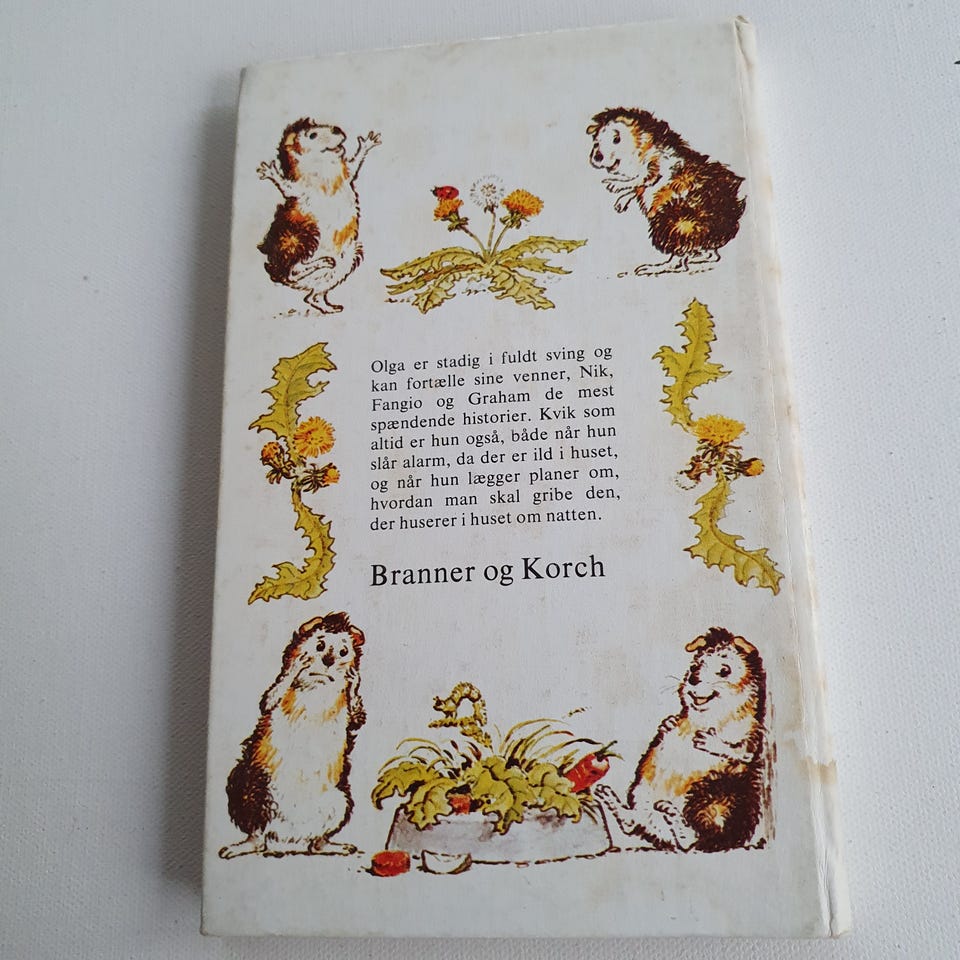 Olga er stadig i fuldt sving og
kan fortælle sine venner, Nik,
Fangio og Graham de mest
spændende historier. Kvik som
altid er hun også, både når hun
slår alarm, da der er ild i huset,
og når hun lægger planer om,
hvordan man skal gribe den,
der huserer i huset om natten.
Branner og Korch